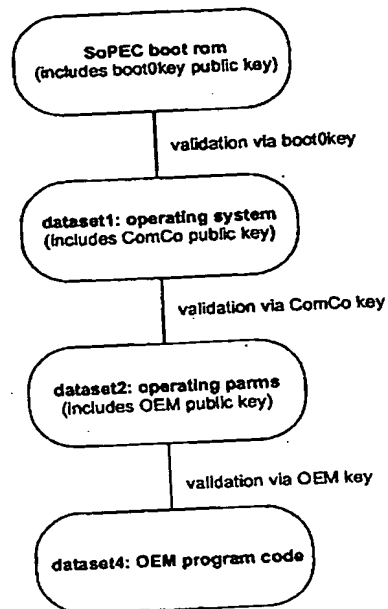 SoPEC boot rom
(includes boot0key public key)
validation via boot0key
dataset1: operating system
(includes ComCo public key)
validation via ComCo key
dataset2: operating parms
(includes OEM public key)
validation via OEM key
dataset4: OEM program code